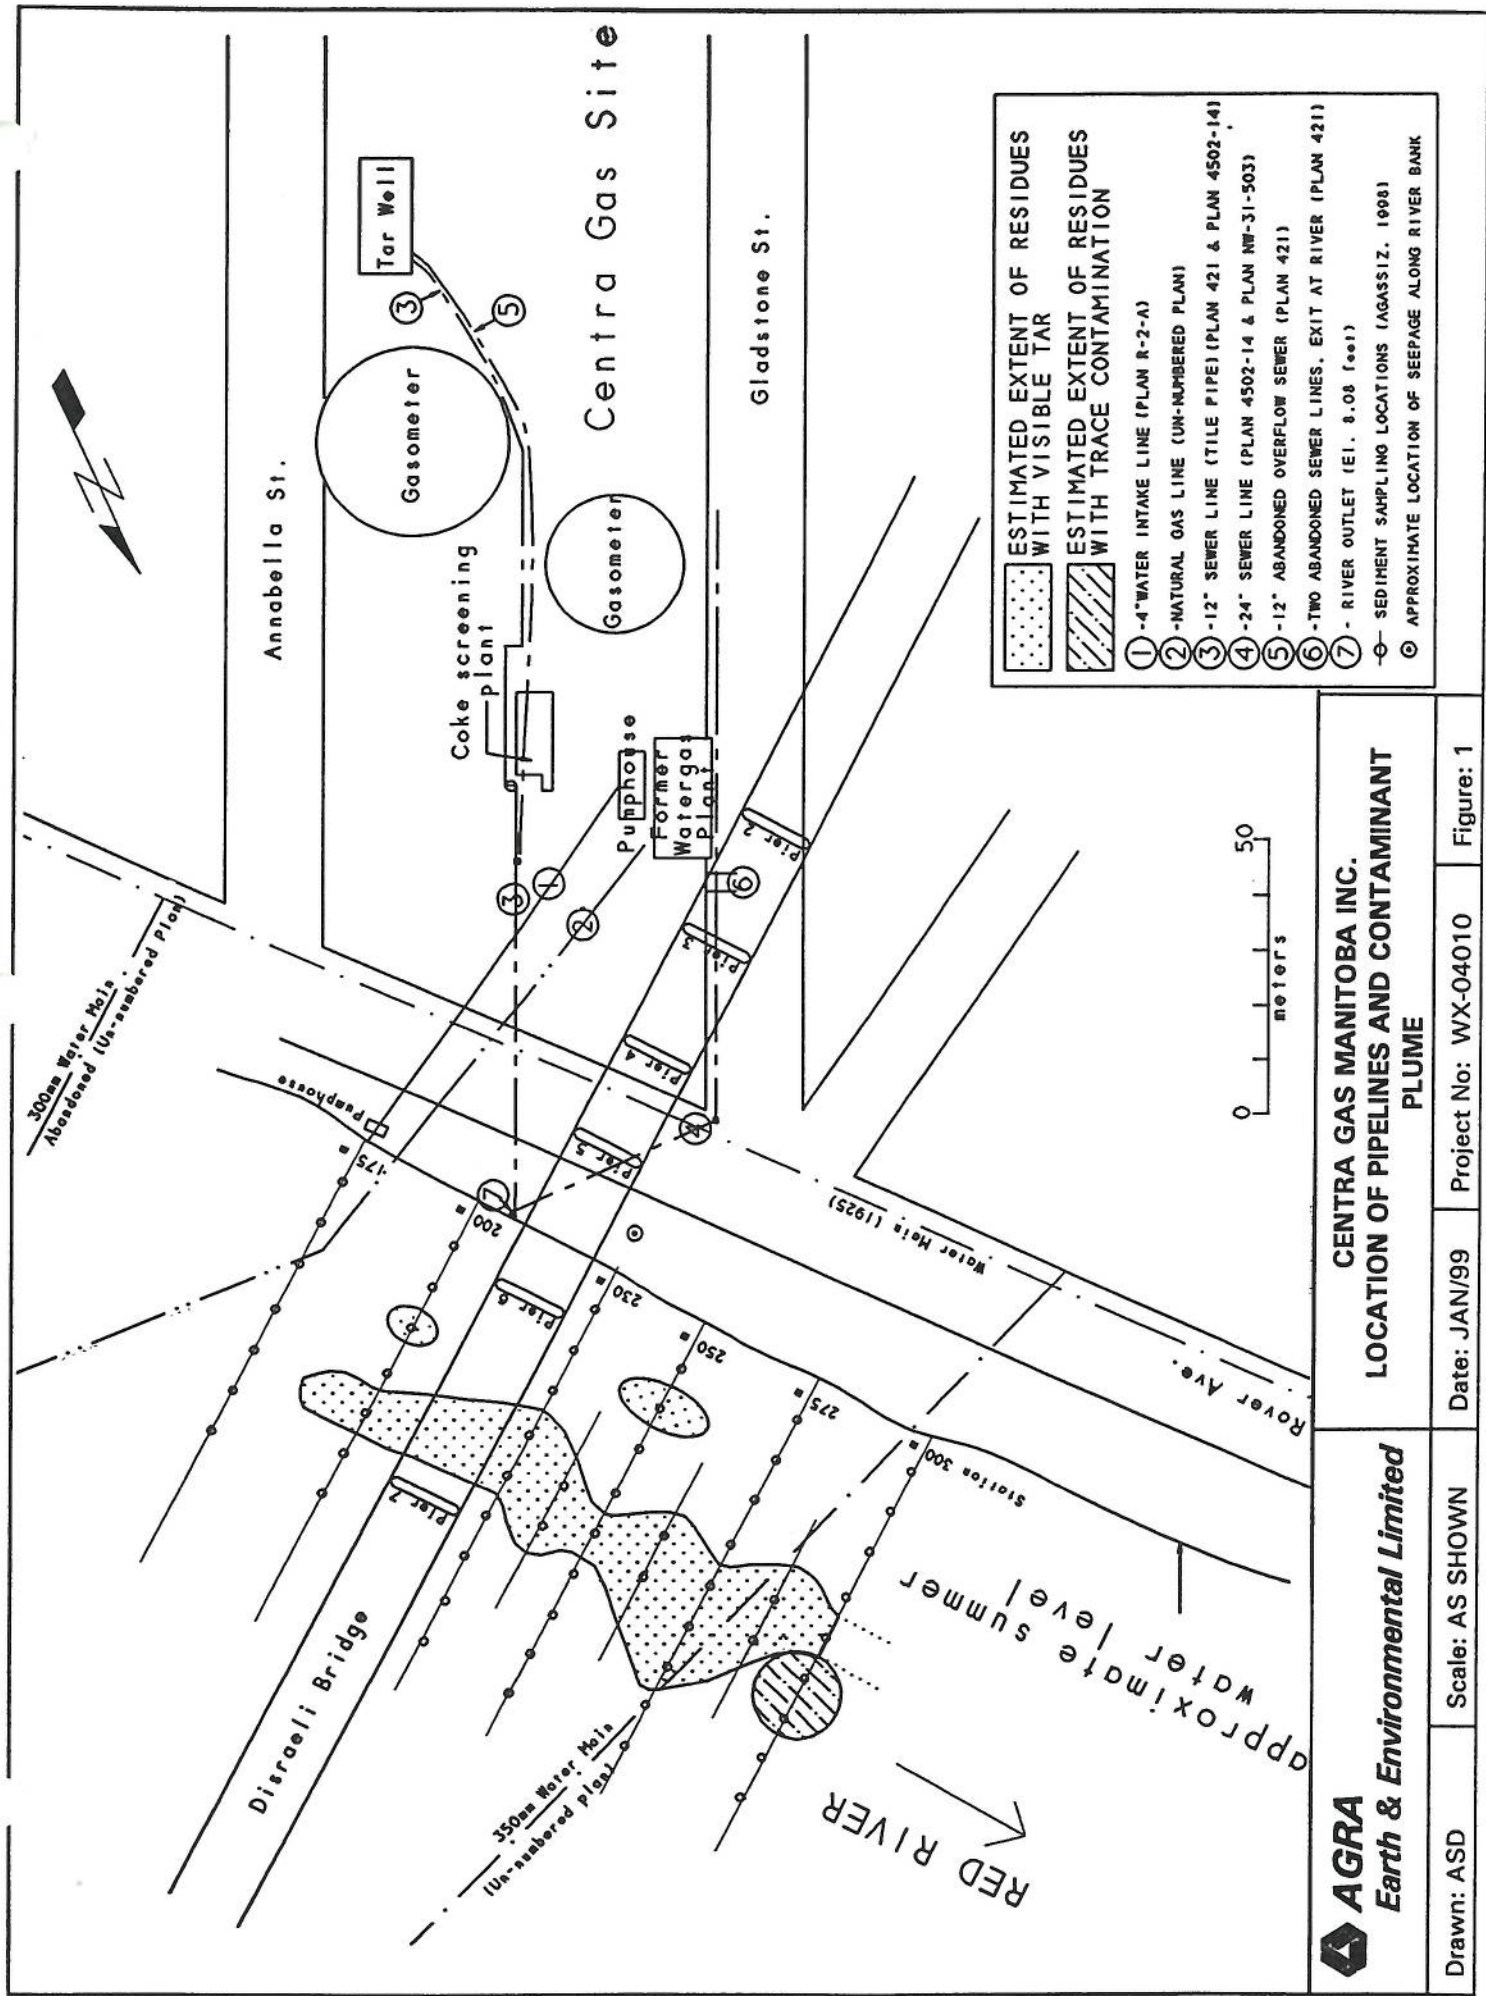 Annabella St.
Tar Well
Gasometer
Centra Gas Site
Gasometer
Coke screening
plant
Pumphouse
Former
Watergas
Plant
Gladstone St.
300mm Water Main
Abandoned (Un-numbered Plan)
Pumphouse
3
5
3
1
2
6
4
7
Pier 2
Pier 3
Pier 4
Pier 5
Pier 6
Pier 7
Disraeli Bridge
175
200
230
250
275
Station 300
Water Main (1925)
Rover Ave.
350mm Water Main
(Un-numbered Plan)
approximate summer
water level
RED RIVER
0
50
meters
ESTIMATED EXTENT OF RESIDUES
WITH VISIBLE TAR
ESTIMATED EXTENT OF RESIDUES
WITH TRACE CONTAMINATION
1 -4"WATER INTAKE LINE (PLAN R-2-A)
2 -NATURAL GAS LINE (UN-NUMBERED PLAN)
3 -12" SEWER LINE (TILE PIPE) (PLAN 421 & PLAN 4502-14)
4 -24" SEWER LINE (PLAN 4502-14 & PLAN NW-31-503)
5 -12" ABANDONED OVERFLOW SEWER (PLAN 421)
6 -TWO ABANDONED SEWER LINES. EXIT AT RIVER (PLAN 421)
7 - RIVER OUTLET (El. 8.08 feet)
SEDIMENT SAMPLING LOCATIONS (AGASSIZ. 1998)
APPROXIMATE LOCATION OF SEEPAGE ALONG RIVER BANK
AGRA
Earth & Environmental Limited
CENTRA GAS MANITOBA INC.
LOCATION OF PIPELINES AND CONTAMINANT
PLUME
Drawn: ASD
Scale: AS SHOWN
Date: JAN/99
Project No: WX-04010
Figure: 1